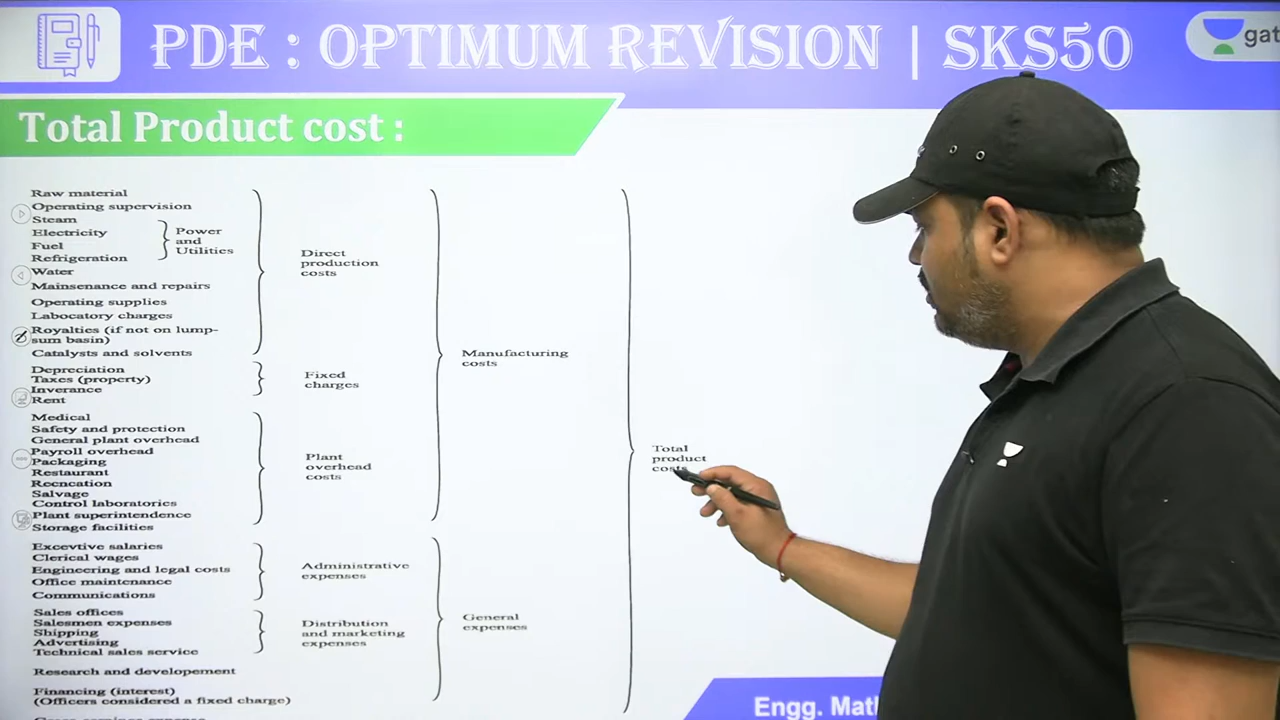 PDE : OPTIMUM REVISION | SKS50
gat
Total Product cost :
Raw material
Operating supervision
Steam
Electricity
Fuel
Refrigeration
Power
and
Utilities
Water
Mainsenance and repairs
Operating supplies
Labocatory charges
Royalties (if not on lump-
sum basin)
Catalysts and solvents
Direct
production
costs
Depreciation
Taxes (property)
Inverance
Rent
Fixed
charges
Medical
Safety and protection
General plant overhead
Payroll overhead
Packaging
Restaurant
Reencation
Salvage
Control laboratories
Plant superintendence
Storage facilities
Plant
overhead
costs
Manufacturing
costs
Excevtive salaries
Clerical wages
Engineering and legal costs
Office maintenance
Communications
Administrative
expenses
Sales offices
Salesmen expenses
Shipping
Advertising
Technical sales service
Distribution
and marketing
expenses
Research and developement
Financing (interest)
(Officers considered a fixed charge)
General
expenses
Total
product
costs
Engg. Mat